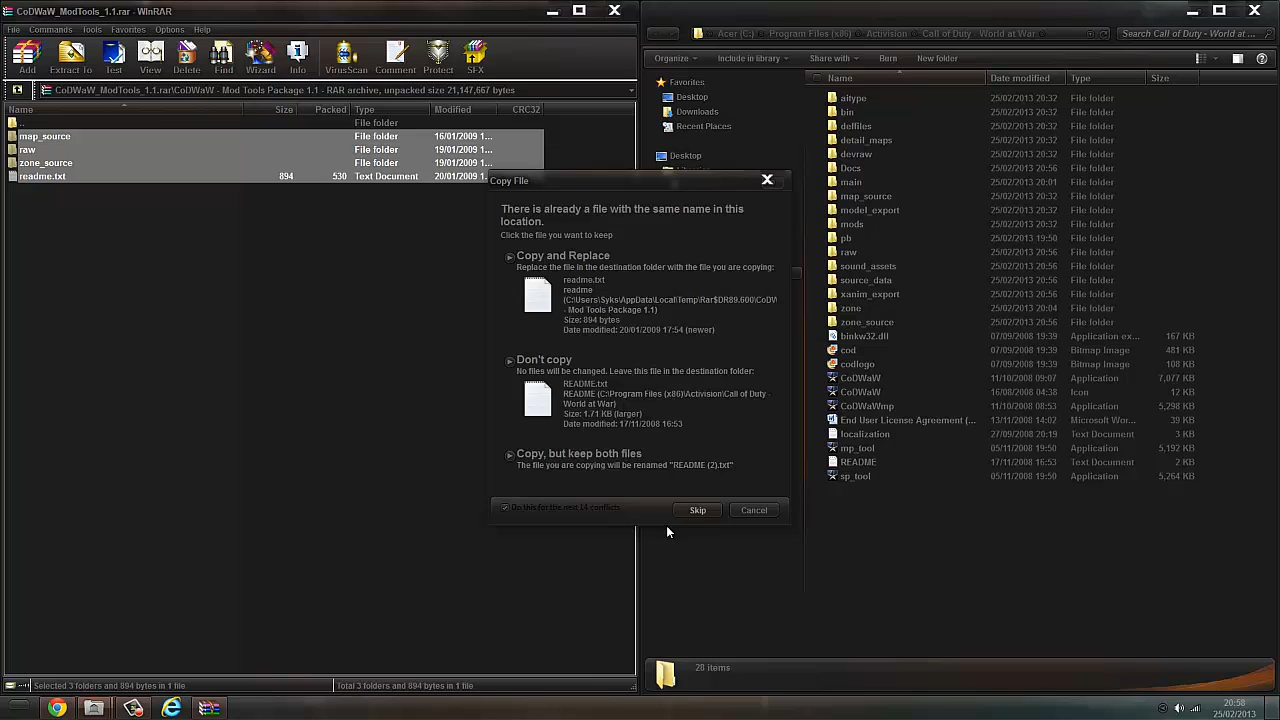 CoDWaW_ModTools_1.1.rar - WinRAR
File Commands Tools Favorites Options Help
Add Extract To Test View Delete Find Wizard Info VirusScan Comment Protect SFX
CoDWaW_ModTools_1.1.rar\CoDWaW - Mod Tools Package 1.1 - RAR archive, unpacked size 21,147,667 bytes
Name Size Packed Type Modified CRC32
.. File folder
map_source File folder 16/01/2009 1...
raw File folder 19/01/2009 1...
zone_source File folder 19/01/2009 1...
readme.txt 894 530 Text Document 20/01/2009 1...
Selected 3 folders and 894 bytes in 1 file
Total 3 folders and 894 bytes in 1 file
Copy File
There is already a file with the same name in this
location.
Click the file you want to keep
Copy and Replace
Replace the file in the destination folder with the file you are copying:
readme.txt
readme
(C:\Users\Syks\AppData\Local\Temp\Rar$DR89.600\CoDW
- Mod Tools Package 1.1)
Size: 894 bytes
Date modified: 20/01/2009 17:54 (newer)
Don't copy
No files will be changed. Leave this file in the destination folder:
README.txt
README (C:\Program Files (x86)\Activision\Call of Duty -
World at War)
Size: 1.71 KB (larger)
Date modified: 17/11/2008 16:53
Copy, but keep both files
The file you are copying will be renamed "README (2).txt"
Do this for the next 14 conflicts
Skip Cancel
Acer (C:) Program Files (x86) Activision Call of Duty - World at War
Search Call of Duty - World at W-...
Organize Include in library Share with Burn New folder
Favorites
Desktop
Downloads
Recent Places
Desktop
Name Date modified Type Size
aitype 25/02/2013 20:32 File folder
bin 25/02/2013 20:32 File folder
deffiles 25/02/2013 20:32 File folder
detail_maps 25/02/2013 20:32 File folder
devraw 25/02/2013 20:32 File folder
Docs 25/02/2013 20:56 File folder
main 25/02/2013 20:01 File folder
map_source 25/02/2013 20:32 File folder
model_export 25/02/2013 20:32 File folder
mods 25/02/2013 20:32 File folder
pb 25/02/2013 19:50 File folder
raw 25/02/2013 20:56 File folder
sound_assets 25/02/2013 20:56 File folder
source_data 25/02/2013 20:56 File folder
xanim_export 25/02/2013 20:56 File folder
zone 25/02/2013 20:04 File folder
zone_source 25/02/2013 20:56 File folder
binkw32.dll 07/09/2008 19:39 Application ex... 167 KB
cod 07/09/2008 19:39 Bitmap Image 481 KB
codlogo 07/09/2008 19:39 Bitmap Image 108 KB
CoDWaW 11/10/2008 09:07 Application 7,077 KB
CoDWaW 16/08/2008 04:38 Icon 12 KB
CoDWaWmp 11/10/2008 08:53 Application 5,298 KB
End User License Agreement (... 13/11/2008 14:02 Microsoft Wor... 39 KB
localization 27/09/2008 20:19 Text Document 3 KB
mp_tool 05/11/2008 19:50 Application 5,192 KB
README 17/11/2008 16:53 Text Document 2 KB
sp_tool 05/11/2008 19:50 Application 5,264 KB
28 items
20:58
25/02/2013